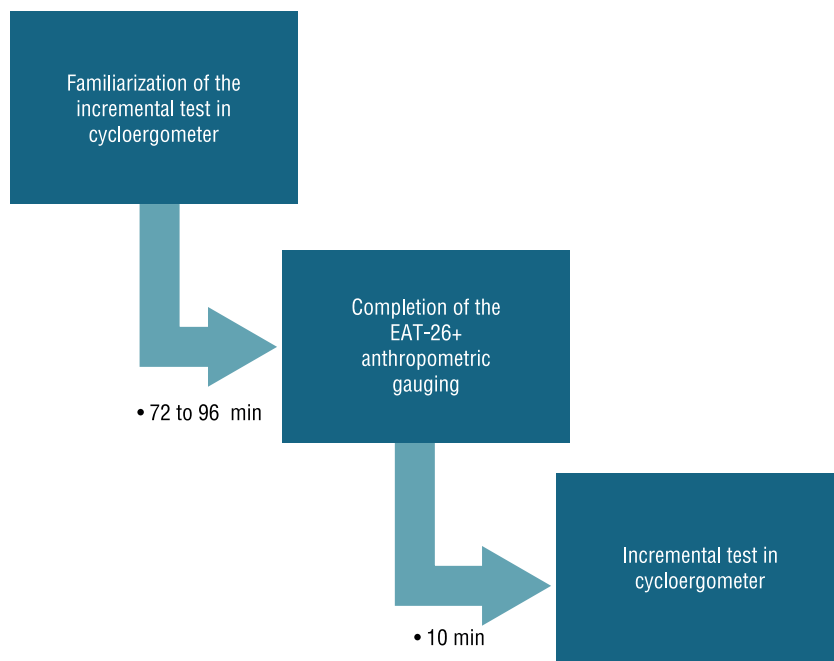 Familiarization of the
incremental test in
cycloergometer
• 72 to 96 min
Completion of the
EAT-26+
anthropometric
gauging
• 10 min
Incremental test in
cycloergometer